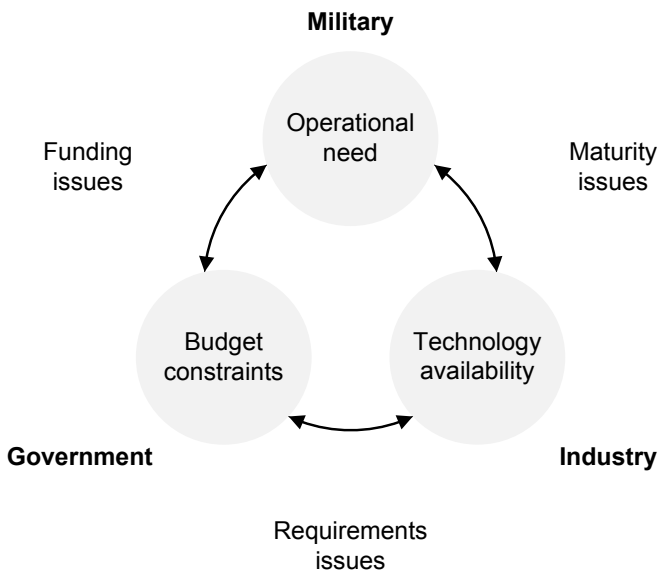 Military
Operational
need
Funding
issues
Maturity
issues
Budget
constraints
Technology
availability
Government
Industry
Requirements
issues